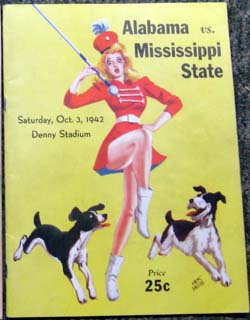 Alabama vs.
Mississippi
State
Saturday, Oct. 3, 1942
Denny Stadium
Price
25c